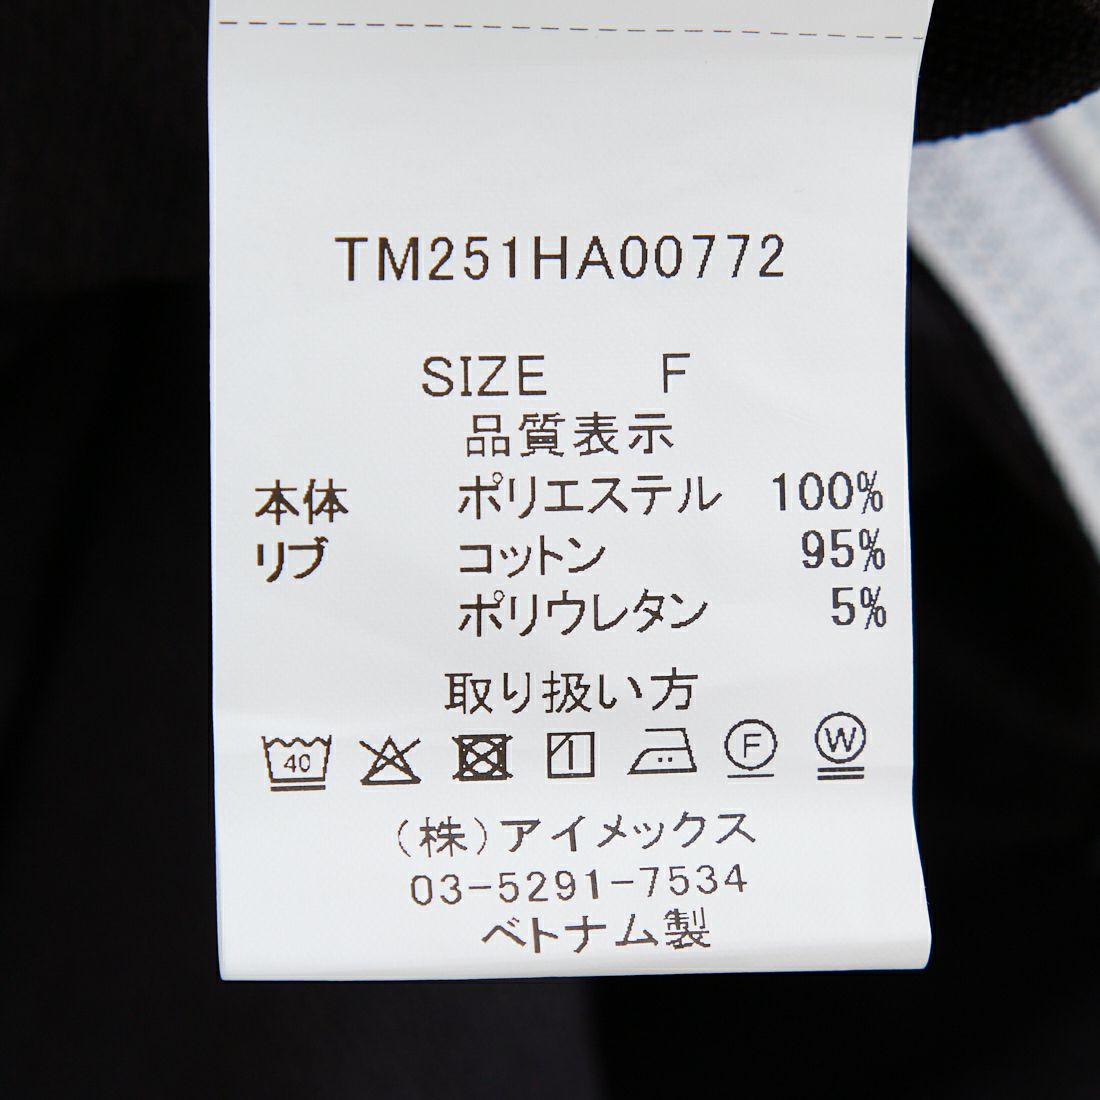 TM251HA00772
SIZE F
品質表示
本体 ポリエステル 100%
リブ コットン 95%
ポリウレタン 5%
取り扱い方
40 F W
(株)アイメックス
03-5291-7534
ベトナム製